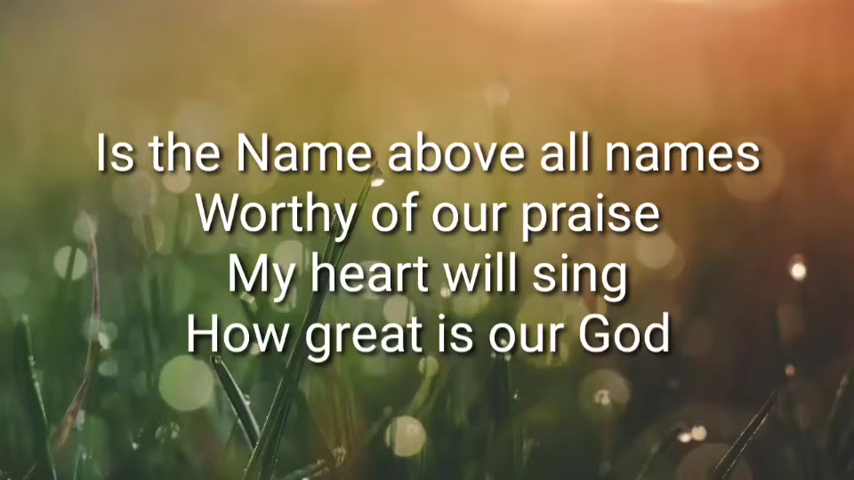 Is the Name above all names
Worthy of our praise
My heart will sing
How great is our God